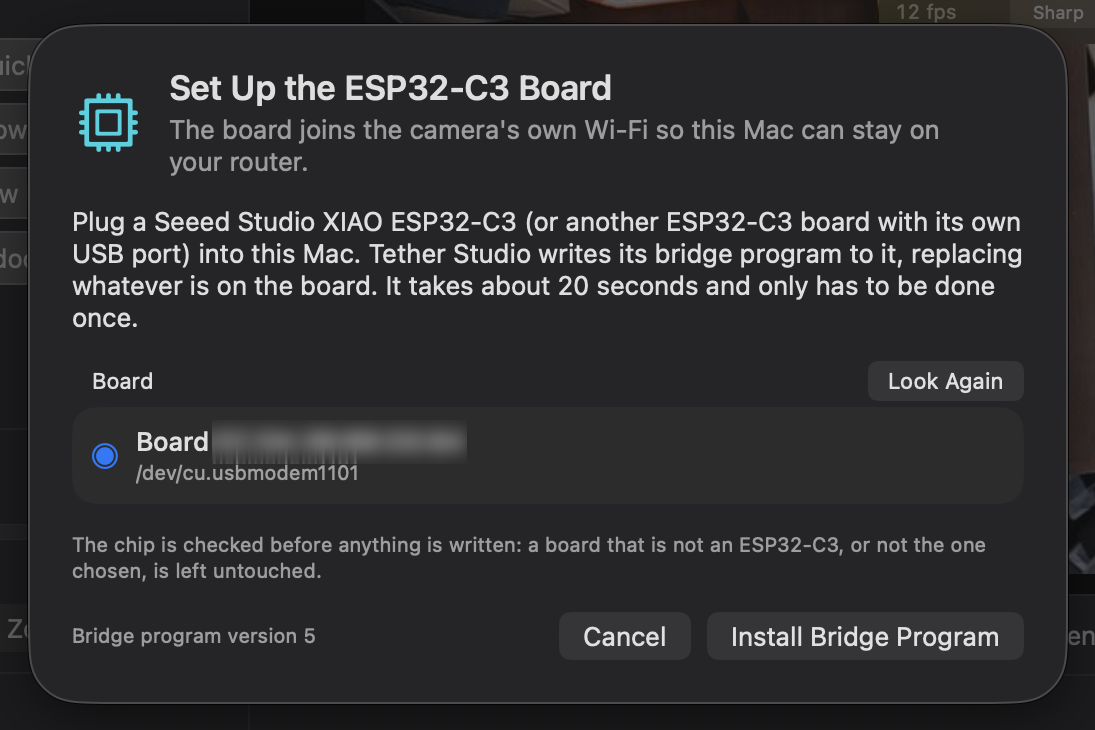 12 fps
Sharp
Set Up the ESP32-C3 Board
The board joins the camera's own Wi-Fi so this Mac can stay on
your router.
Plug a Seeed Studio XIAO ESP32-C3 (or another ESP32-C3 board with its own
USB port) into this Mac. Tether Studio writes its bridge program to it, replacing
whatever is on the board. It takes about 20 seconds and only has to be done
once.
Board
Look Again
Board
/dev/cu.usbmodem1101
The chip is checked before anything is written: a board that is not an ESP32-C3, or not the one
chosen, is left untouched.
Bridge program version 5
Cancel
Install Bridge Program